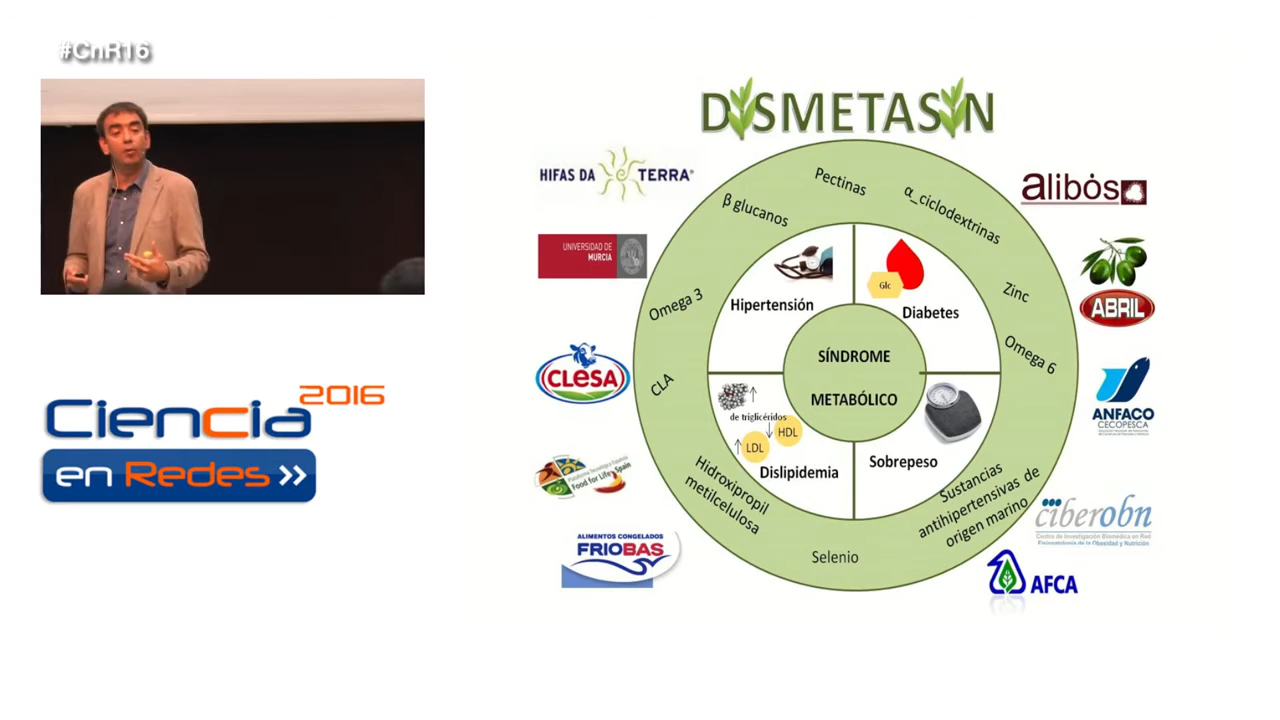 #CnR16
Ciencia
2016
en Redes »
DISMETASIN
HIFAS DA TERRA®
UNIVERSIDAD DE
MURCIA
CLESA
Plataforma Tecnológica Española
Food for Life - Spain
ALIMENTOS CONGELADOS
FRIOBAS
Pectinas
α_ciclodextrinas
β glucanos
Zinc
Omega 3
Omega 6
CLA
Hidroxipropil
metilcelulosa
Selenio
Sustancias
antihipertensivas de
origen marino
Hipertensión
Glc
Diabetes
SÍNDROME
METABÓLICO
↑
de triglicéridos
↓ HDL
↑ LDL
Dislipidemia
Sobrepeso
alibós
ABRIL
ANFACO
CECOPESCA
ciberobn
Centro de Investigación Biomédica en Red
Fisiopatología de la Obesidad y Nutrición
AFCA